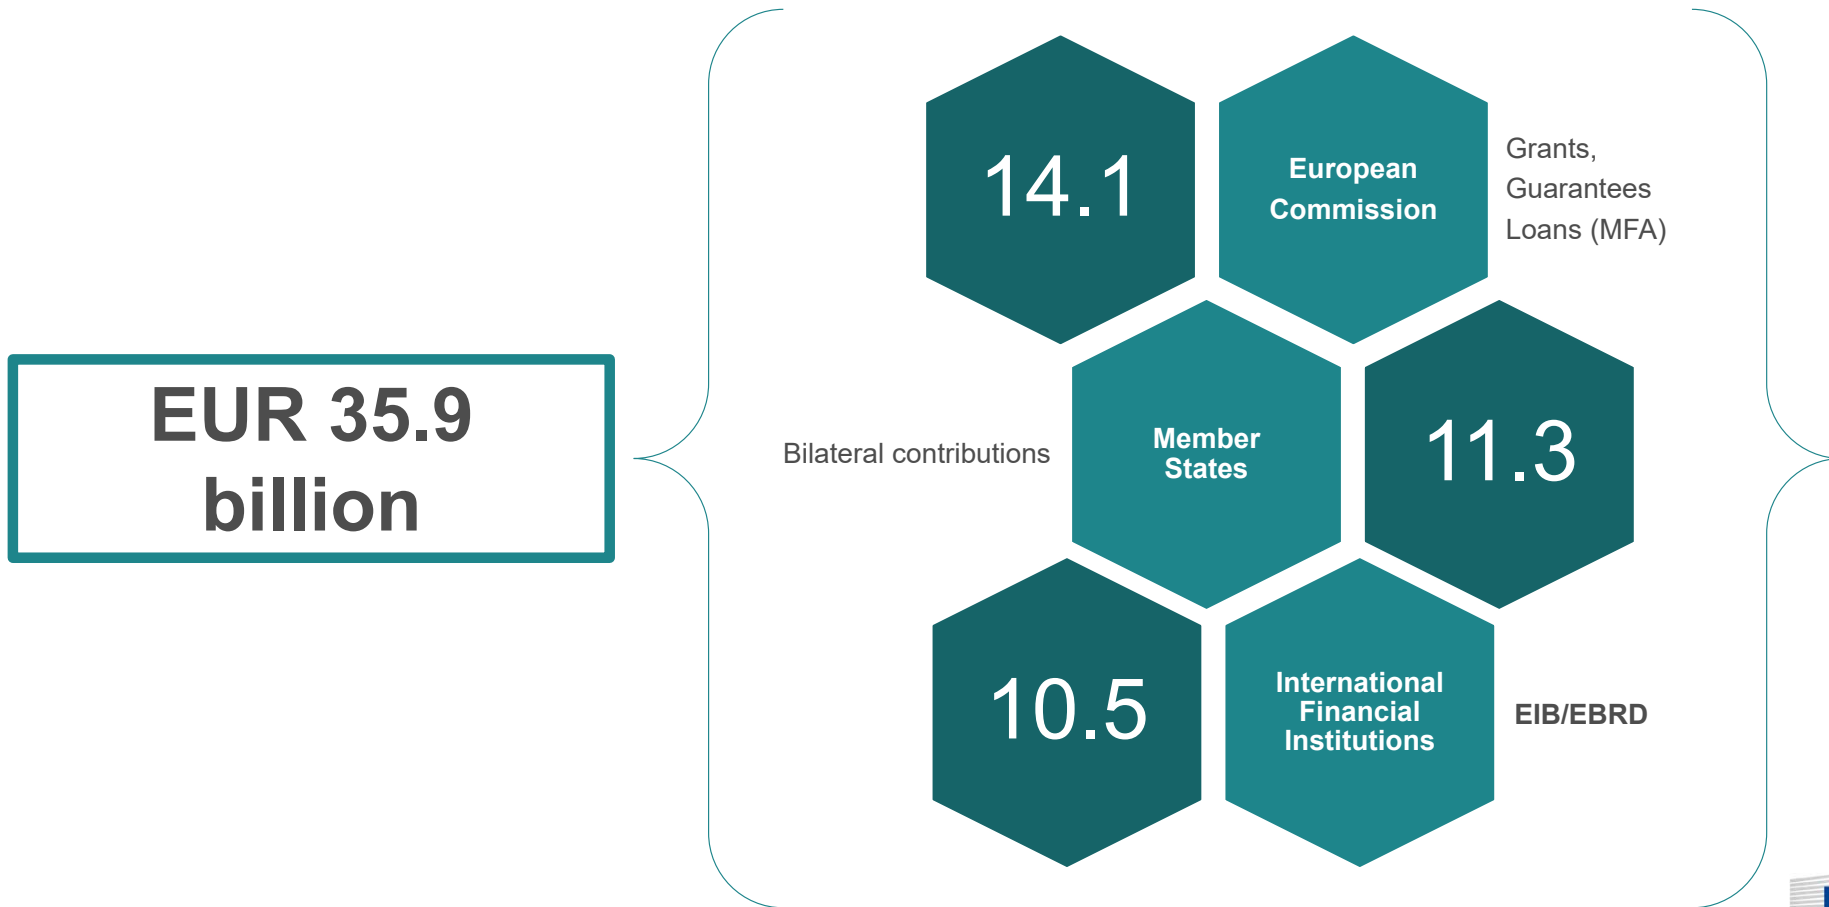 EUR 35.9
billion
14.1
European
Commission
Grants,
Guarantees
Loans (MFA)
Bilateral contributions
Member
States
11.3
10.5
International
Financial
Institutions
EIB/EBRD